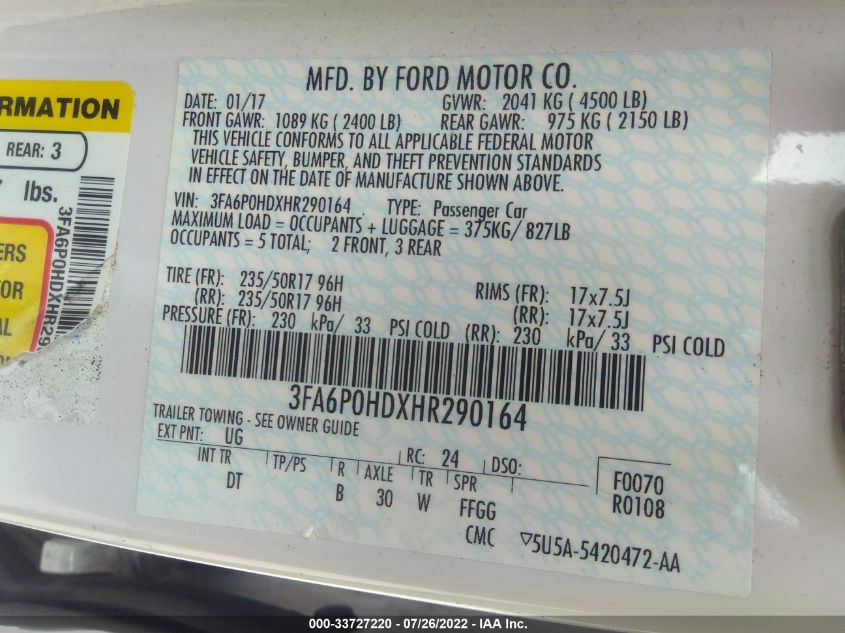 RMATION
REAR: 3
lbs.
3FA6P0HDXHR29
ERS
TOR
AL
MFD. BY FORD MOTOR CO.
DATE: 01/17 GVWR: 2041 KG ( 4500 LB)
FRONT GAWR: 1089 KG ( 2400 LB) REAR GAWR: 975 KG ( 2150 LB)
THIS VEHICLE CONFORMS TO ALL APPLICABLE FEDERAL MOTOR
VEHICLE SAFETY, BUMPER, AND THEFT PREVENTION STANDARDS
IN EFFECT ON THE DATE OF MANUFACTURE SHOWN ABOVE.
VIN: 3FA6P0HDXHR290164 TYPE: Passenger Car
MAXIMUM LOAD = OCCUPANTS + LUGGAGE = 375KG/ 827LB
OCCUPANTS = 5 TOTAL; 2 FRONT, 3 REAR
TIRE (FR): 235/50R17 96H RIMS (FR): 17x7.5J
(RR): 235/50R17 96H (RR): 17x7.5J
PRESSURE (FR): 230 kPa/ 33 PSI COLD (RR): 230 kPa/ 33 PSI COLD
3FA6P0HDXHR290164
TRAILER TOWING - SEE OWNER GUIDE
EXT PNT: UG RC: 24 DSO:
INT TR TP/PS R AXLE TR SPR F0070
DT B 30 W FFGG R0108
CMC ▽5U5A-5420472-AA
000-33727220 - 07/26/2022 - IAA Inc.